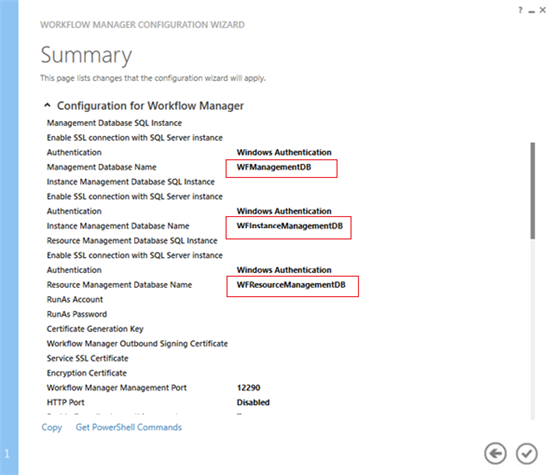 WORKFLOW MANAGER CONFIGURATION WIZARD
?
Summary
This page lists changes that the configuration wizard will apply.
Configuration for Workflow Manager
Management Database SQL Instance
Enable SSL connection with SQL Server instance
Authentication Windows Authentication
Management Database Name WFManagementDB
Instance Management Database SQL Instance
Enable SSL connection with SQL Server instance
Authentication Windows Authentication
Instance Management Database Name WFInstanceManagementDB
Resource Management Database SQL Instance
Enable SSL connection with SQL Server instance
Authentication Windows Authentication
Resource Management Database Name WFResourceManagementDB
RunAs Account
RunAs Password
Certificate Generation Key
Workflow Manager Outbound Signing Certificate
Service SSL Certificate
Encryption Certificate
Workflow Manager Management Port 12290
HTTP Port Disabled
Copy Get PowerShell Commands
1